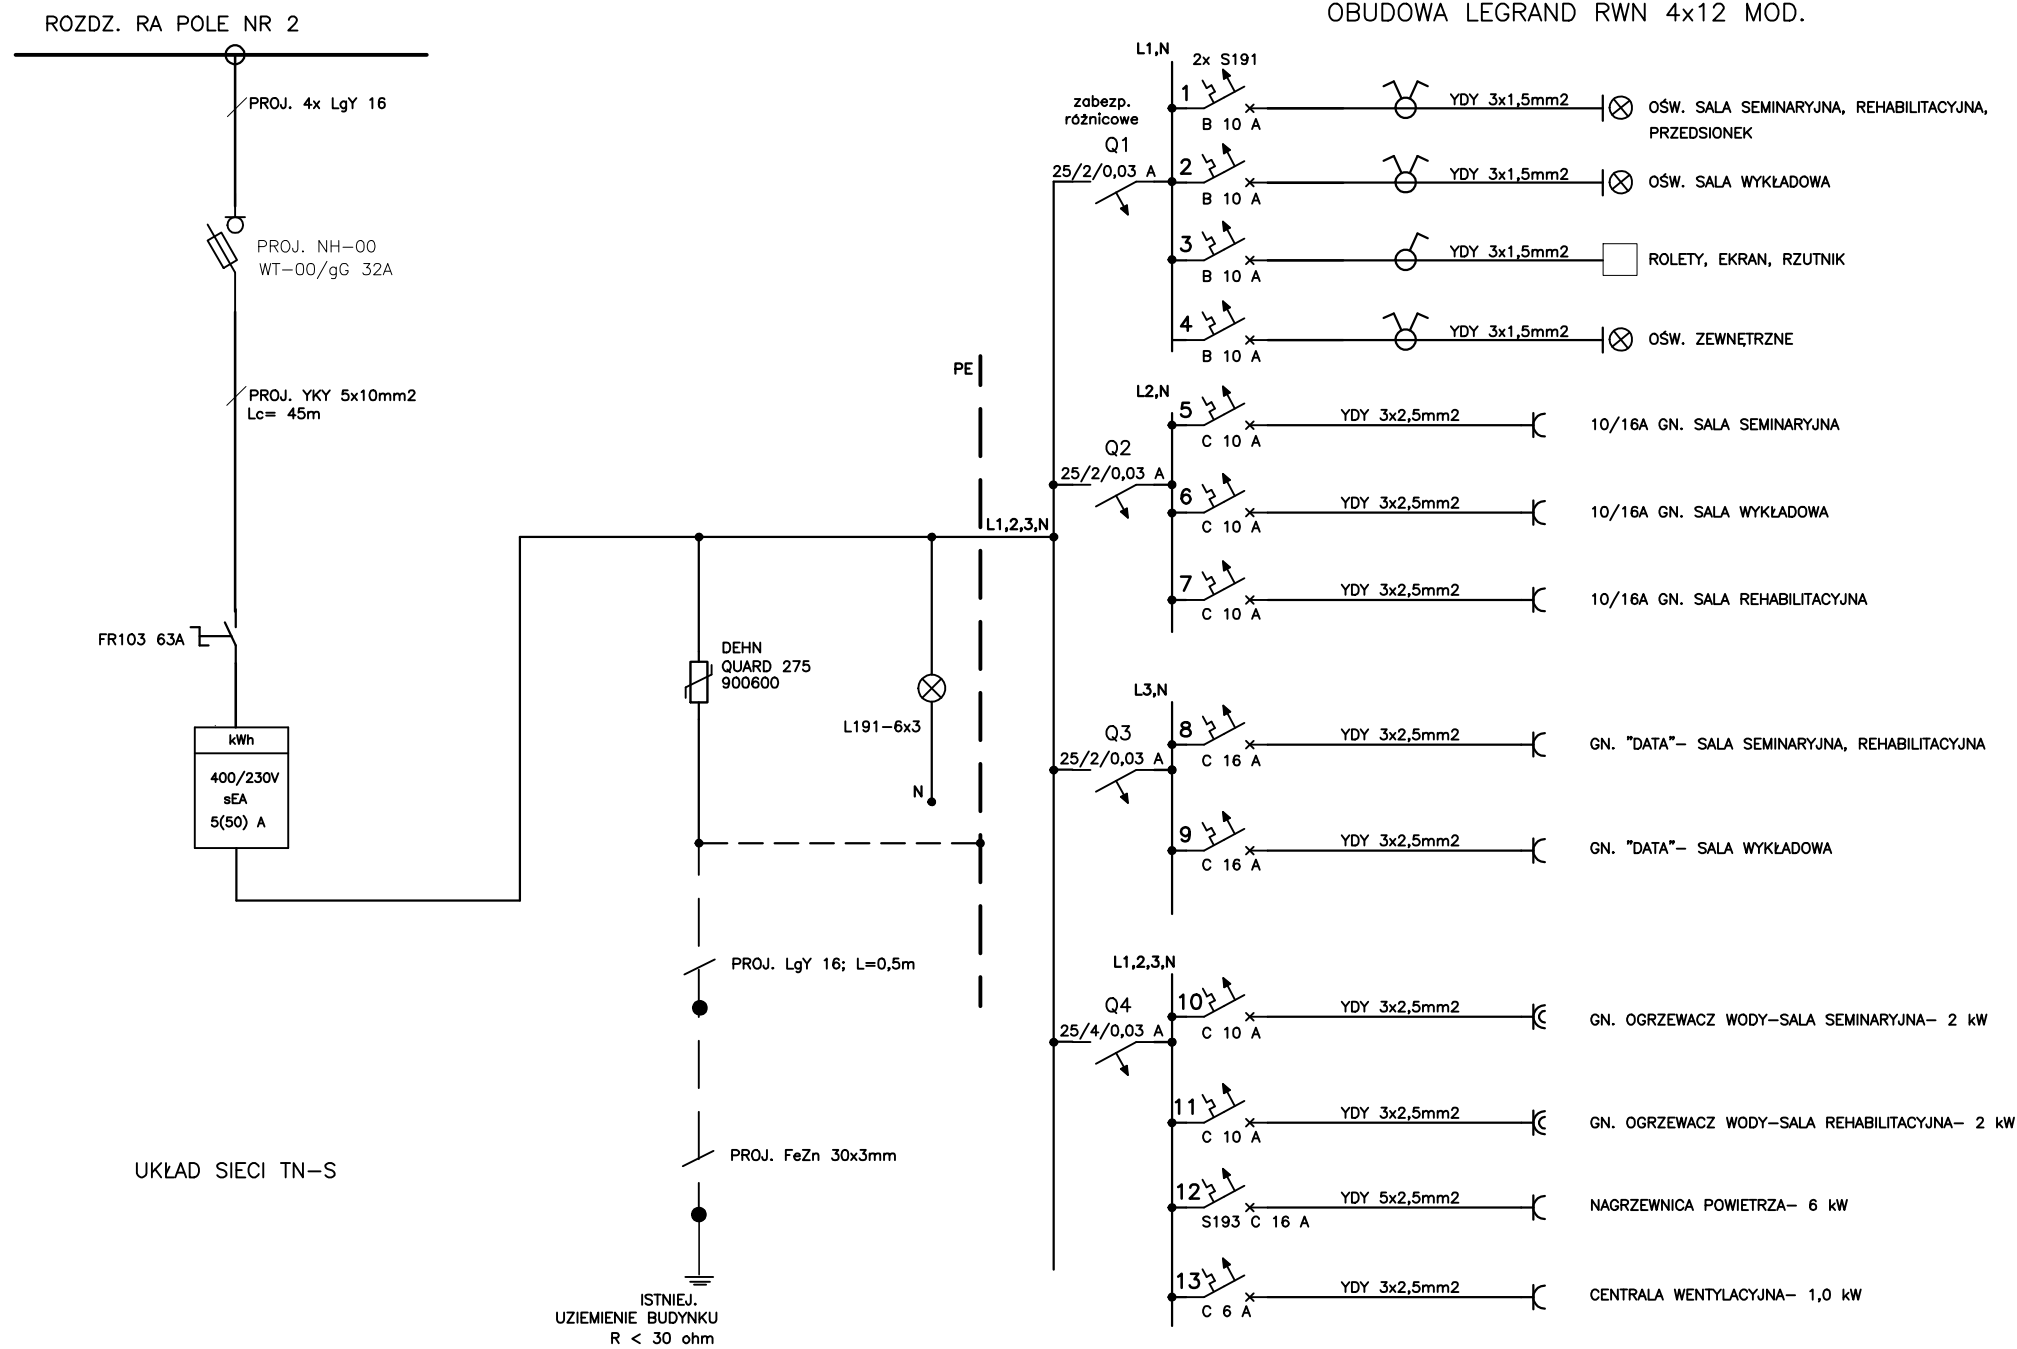 ROZDZ. RA POLE NR 2
OBUDOWA LEGRAND RWN 4x12 MOD.
PROJ. 4x LgY 16
PROJ. NH-00
WT-00/gG 32A
PROJ. YKY 5x10mm2
Lc= 45m
FR103 63A
kWh
400/230V
sEA
5(50) A
UKŁAD SIECI TN-S
DEHN
QUARD 275
900600
L191-6x3
N
PE
L1,2,3,N
PROJ. LgY 16; L=0,5m
PROJ. FeZn 30x3mm
ISTNIEJ.
UZIEMIENIE BUDYNKU
R < 30 ohm
zabezp.
różnicowe
Q1
25/2/0,03 A
L1,N
2x S191
1
B 10 A
YDY 3x1,5mm2
OŚW. SALA SEMINARYJNA, REHABILITACYJNA,
PRZEDSIONEK
2
B 10 A
YDY 3x1,5mm2
OŚW. SALA WYKŁADOWA
3
B 10 A
YDY 3x1,5mm2
ROLETY, EKRAN, RZUTNIK
4
B 10 A
YDY 3x1,5mm2
OŚW. ZEWNĘTRZNE
Q2
25/2/0,03 A
L2,N
5
C 10 A
YDY 3x2,5mm2
10/16A GN. SALA SEMINARYJNA
6
C 10 A
YDY 3x2,5mm2
10/16A GN. SALA WYKŁADOWA
7
C 10 A
YDY 3x2,5mm2
10/16A GN. SALA REHABILITACYJNA
Q3
25/2/0,03 A
L3,N
8
C 16 A
YDY 3x2,5mm2
GN. "DATA"- SALA SEMINARYJNA, REHABILITACYJNA
9
C 16 A
YDY 3x2,5mm2
GN. "DATA"- SALA WYKŁADOWA
Q4
25/4/0,03 A
L1,2,3,N
10
C 10 A
YDY 3x2,5mm2
GN. OGRZEWACZ WODY-SALA SEMINARYJNA- 2 kW
11
C 10 A
YDY 3x2,5mm2
GN. OGRZEWACZ WODY-SALA REHABILITACYJNA- 2 kW
12
S193 C 16 A
YDY 5x2,5mm2
NAGRZEWNICA POWIETRZA- 6 kW
13
C 6 A
YDY 3x2,5mm2
CENTRALA WENTYLACYJNA- 1,0 kW